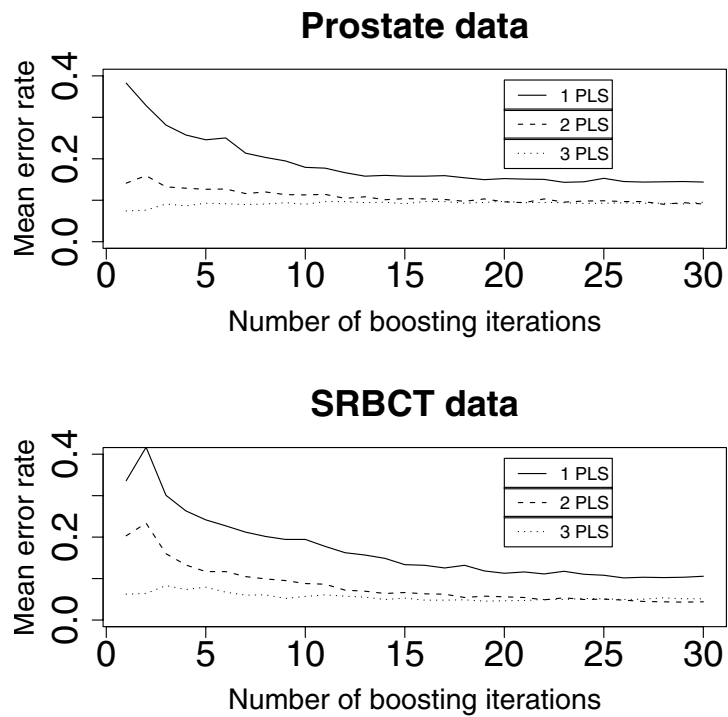 Prostate data
Mean error rate
0.0 0.2 0.4
1 PLS
2 PLS
3 PLS
0 5 10 15 20 25 30
Number of boosting iterations
SRBCT data
Mean error rate
0.0 0.2 0.4
1 PLS
2 PLS
3 PLS
0 5 10 15 20 25 30
Number of boosting iterations